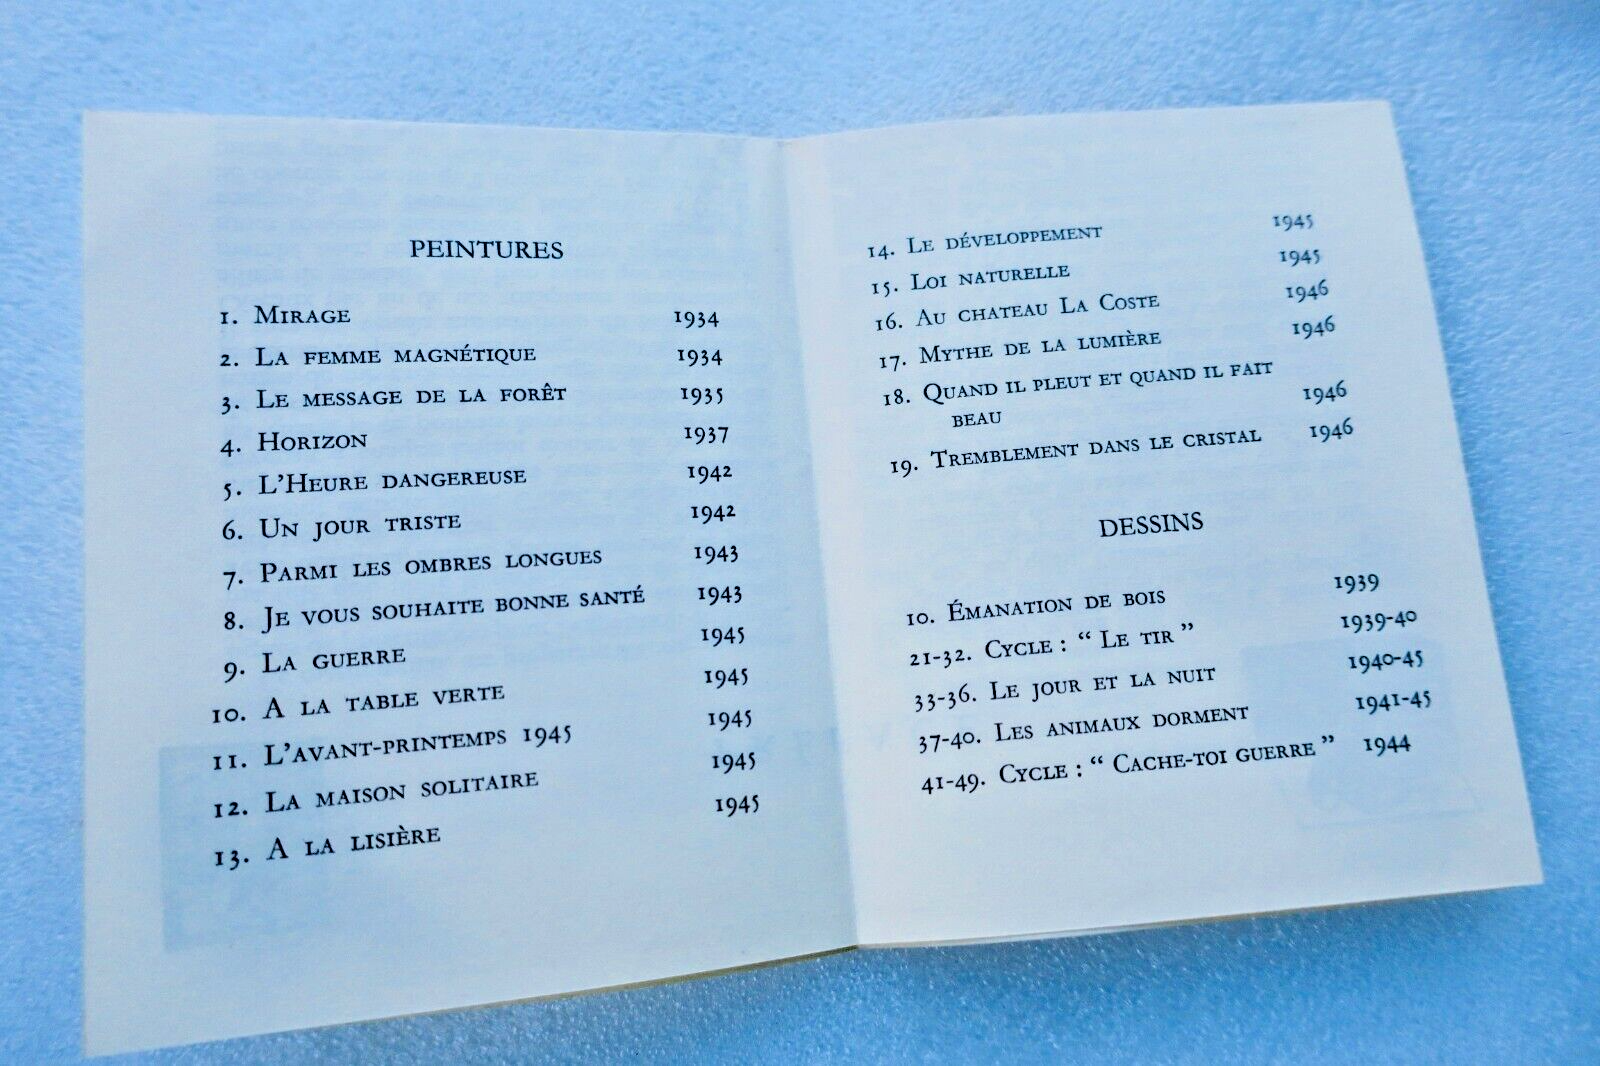 PEINTURES
1. Mirage 1934
2. La femme magnétique 1934
3. Le message de la forêt 1935
4. Horizon 1937
5. L'Heure dangereuse 1942
6. Un jour triste 1942
7. Parmi les ombres longues 1943
8. Je vous souhaite bonne santé 1943
9. La guerre 1945
10. A la table verte 1945
11. L'avant-printemps 1945 1945
12. La maison solitaire 1945
13. A la lisière 1945
14. Le développement 1945
15. Loi naturelle 1945
16. Au chateau La Coste 1946
17. Mythe de la lumière 1946
18. Quand il pleut et quand il fait
beau 1946
19. Tremblement dans le cristal 1946
DESSINS
10. Émanation de bois 1939
21-32. Cycle : “ Le tir ” 1939-40
33-36. Le jour et la nuit 1940-45
37-40. Les animaux dorment 1941-45
41-49. Cycle : “ Cache-toi guerre ” 1944